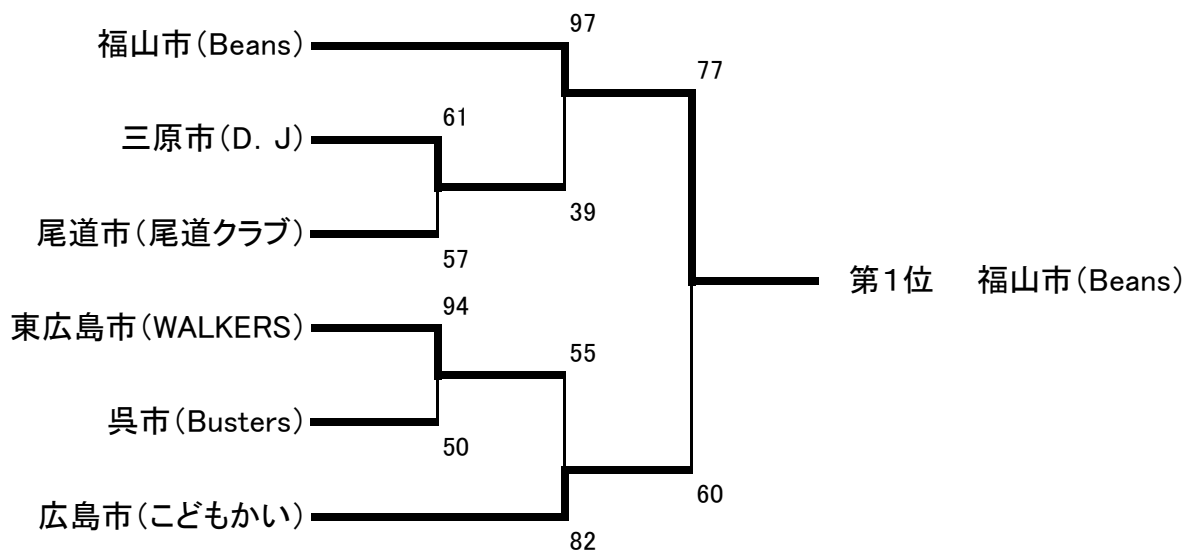 97
福山市(Beans)
77
61
三原市(D．J)
39
尾道市(尾道クラブ)
57
第1位 福山市(Beans)
94
東広島市(WALKERS)
55
呉市(Busters)
50
60
広島市(こどもかい)
82